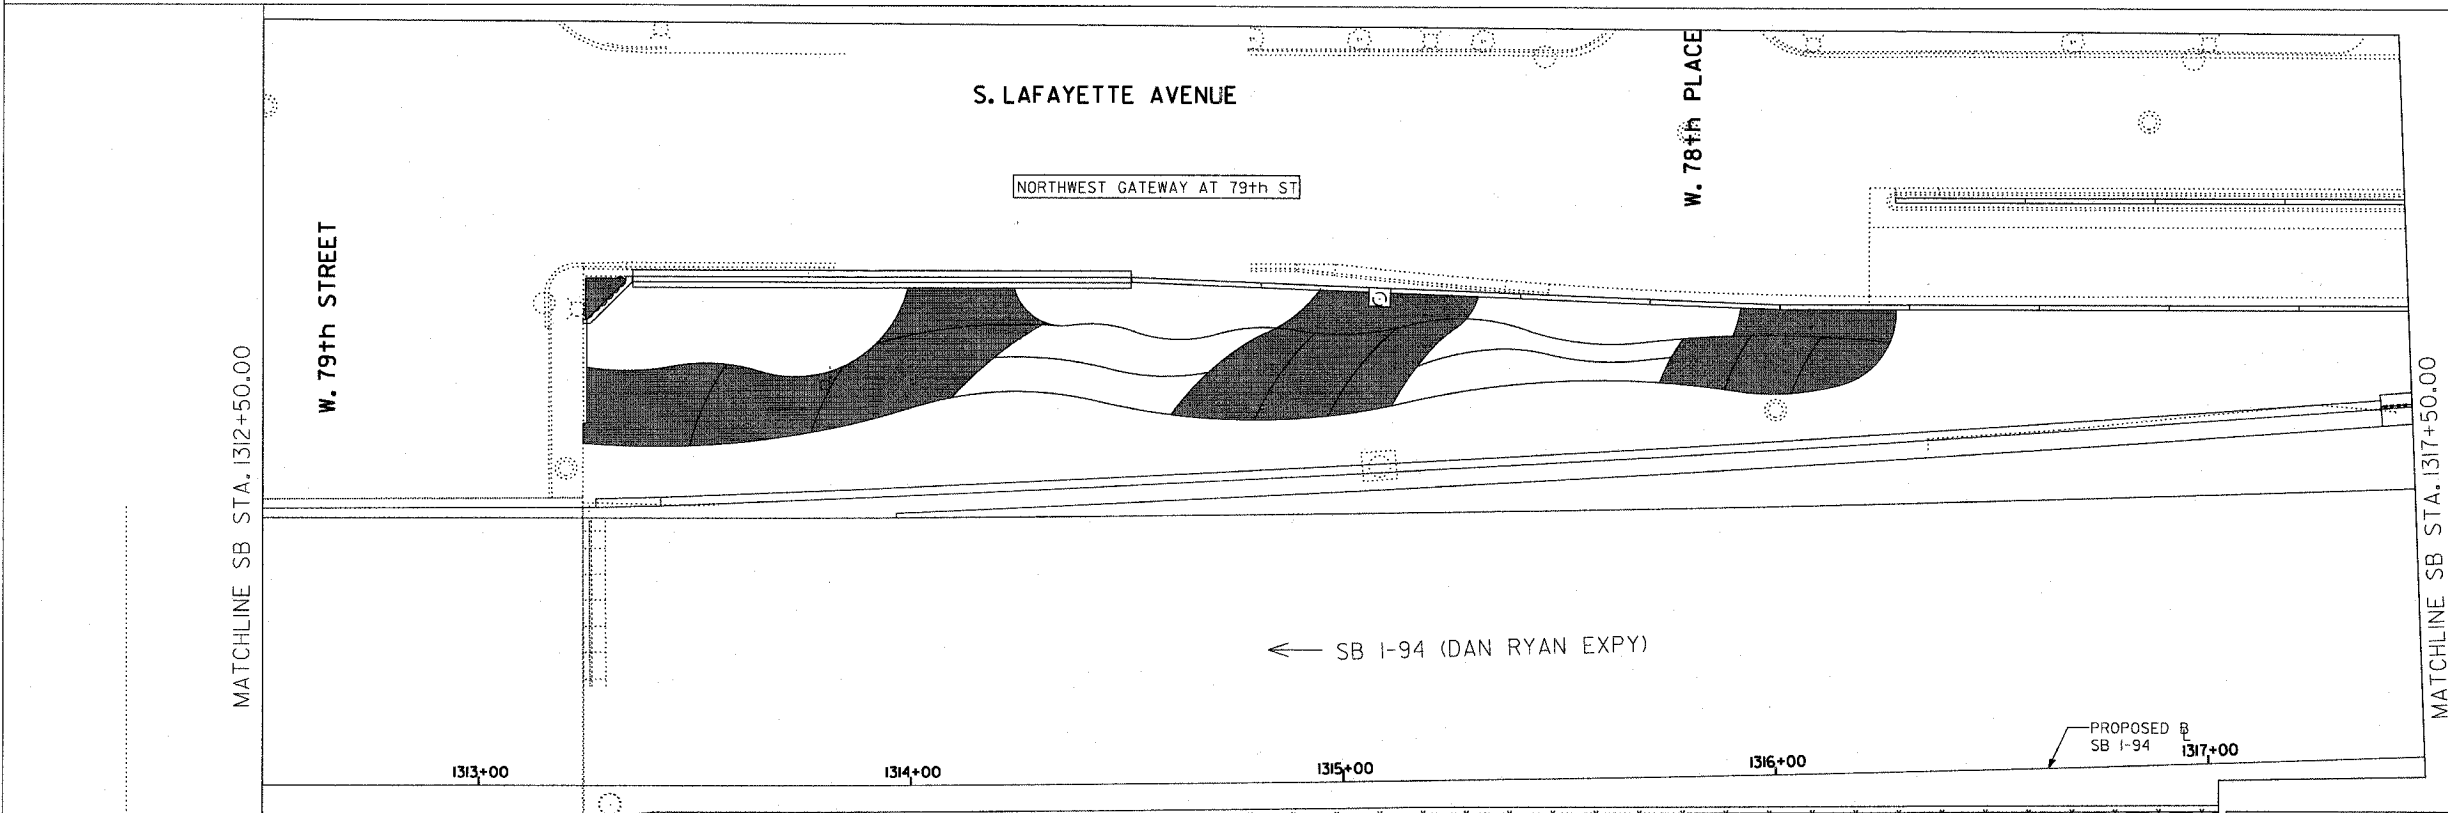 S. LAFAYETTE AVENUE
W. 78th PLACE
NORTHWEST GATEWAY AT 79th ST
W. 79th STREET
MATCHLINE SB STA. 1312+50.00
MATCHLINE SB STA. 1317+50.00
← SB I-94 (DAN RYAN EXPY)
PROPOSED BL
SB I-94
1313+00
1314+00
1315+00
1316+00
1317+00